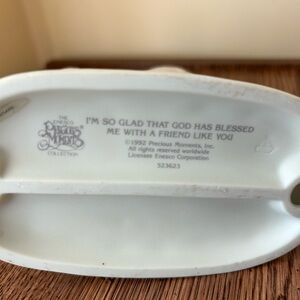 THE
ENESCO
PRECIOUS
MOMENTS
COLLECTION
I'M SO GLAD THAT GOD HAS BLESSED
ME WITH A FRIEND LIKE YOU
©1992 Precious Moments, Inc.
All rights reserved worldwide
Licensee Enesco Corporation
523623